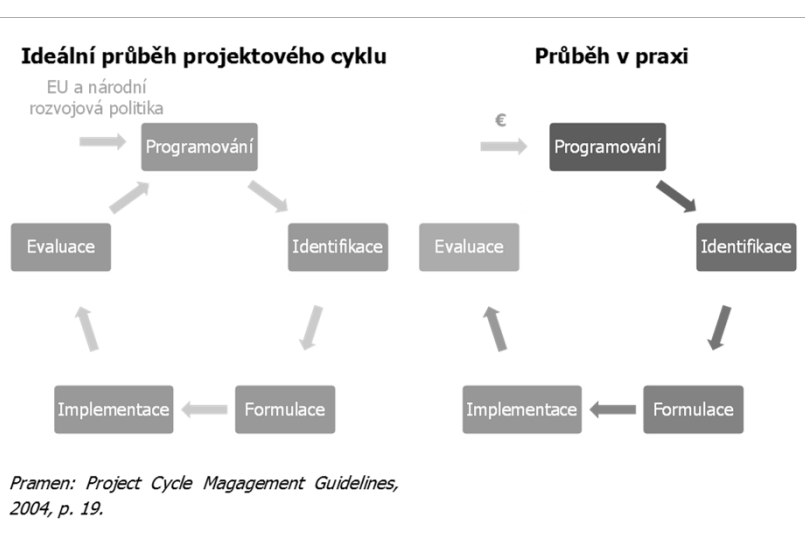 Ideální průběh projektového cyklu
EU a národní
rozvojová politika
Programování
Evaluace
Identifikace
Implementace
Formulace
Průběh v praxi
€
Programování
Evaluace
Identifikace
Implementace
Formulace
Pramen: Project Cycle Magagement Guidelines,
2004, p. 19.